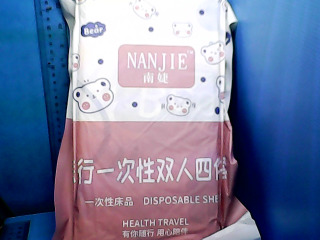 Bear
NANJIE™
南婕
行一次性双人四件
一次性床品 DISPOSABLE SHE
HEALTH TRAVEL
有你随行 用心陪伴